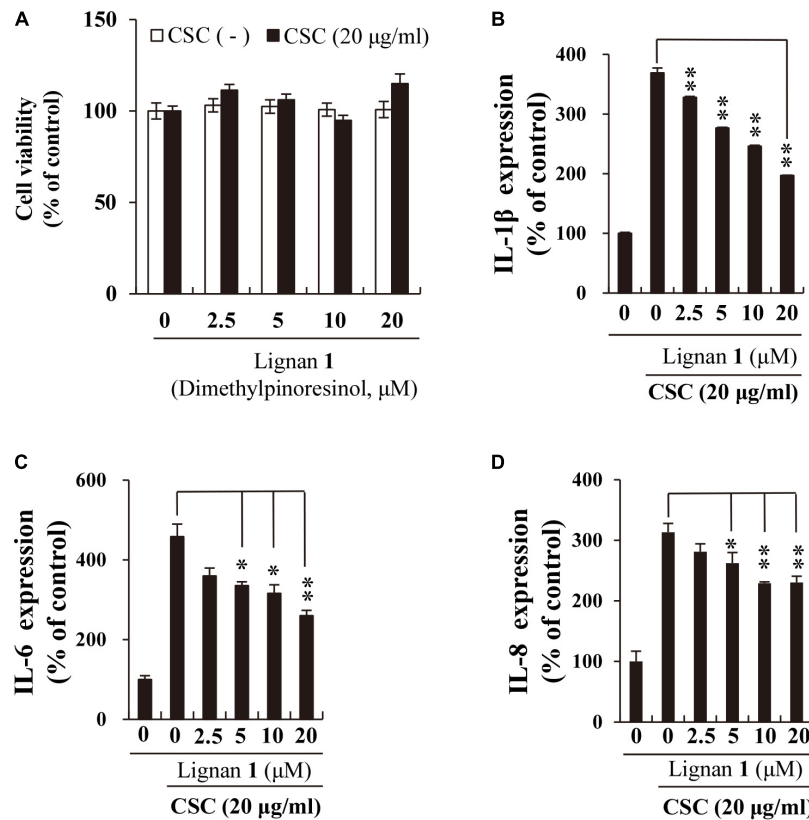 A
150
CSC ( - ) CSC (20 μg/ml)
100
50
0
Cell viability
(% of control)
0 2.5 5 10 20
Lignan 1
(Dimethylpinoresinol, μM)
B
400
300
200
100
0
IL-1β expression
(% of control)
** ** ** **
0 0 2.5 5 10 20
Lignan 1 (μM)
CSC (20 μg/ml)
C
600
400
200
0
IL-6 expression
(% of control)
* * **
0 0 2.5 5 10 20
Lignan 1 (μM)
CSC (20 μg/ml)
D
400
300
200
100
0
IL-8 expression
(% of control)
* ** **
0 0 2.5 5 10 20
Lignan 1 (μM)
CSC (20 μg/ml)